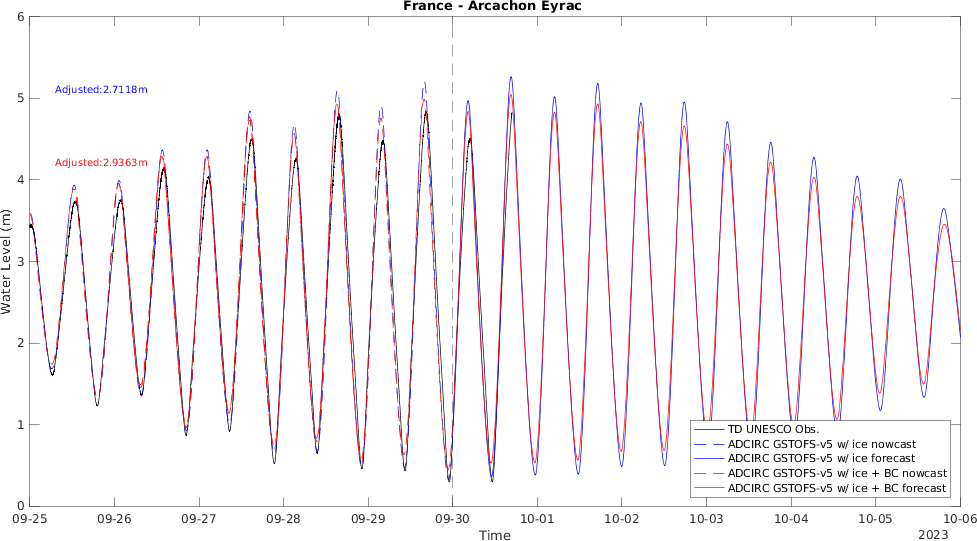 France - Arcachon Eyrac
6
5
4
3
2
1
0
Water Level (m)
Adjusted:2.7118m
Adjusted:2.9363m
TD UNESCO Obs.
ADCIRC GSTOFS-v5 w/ ice nowcast
ADCIRC GSTOFS-v5 w/ ice forecast
ADCIRC GSTOFS-v5 w/ ice + BC nowcast
ADCIRC GSTOFS-v5 w/ ice + BC forecast
09-25 09-26 09-27 09-28 09-29 09-30 10-01 10-02 10-03 10-04 10-05 10-06
Time
2023